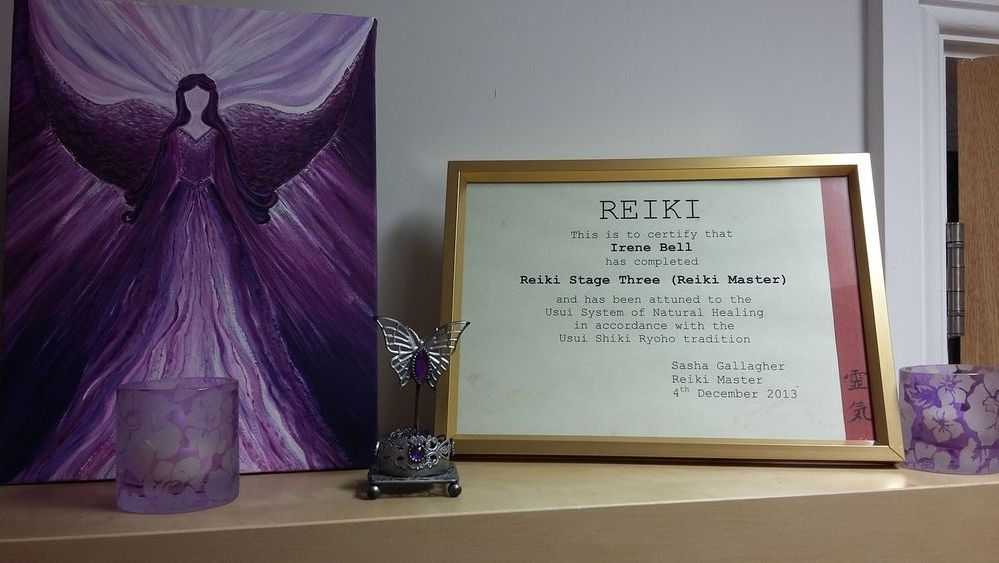 REIKI
This is to certify that
Irene Bell
has completed
Reiki Stage Three (Reiki Master)
and has been attuned to the
Usui System of Natural Healing
in accordance with the
Usui Shiki Ryoho tradition
Sasha Gallagher
Reiki Master
4th December 2013
霊
気